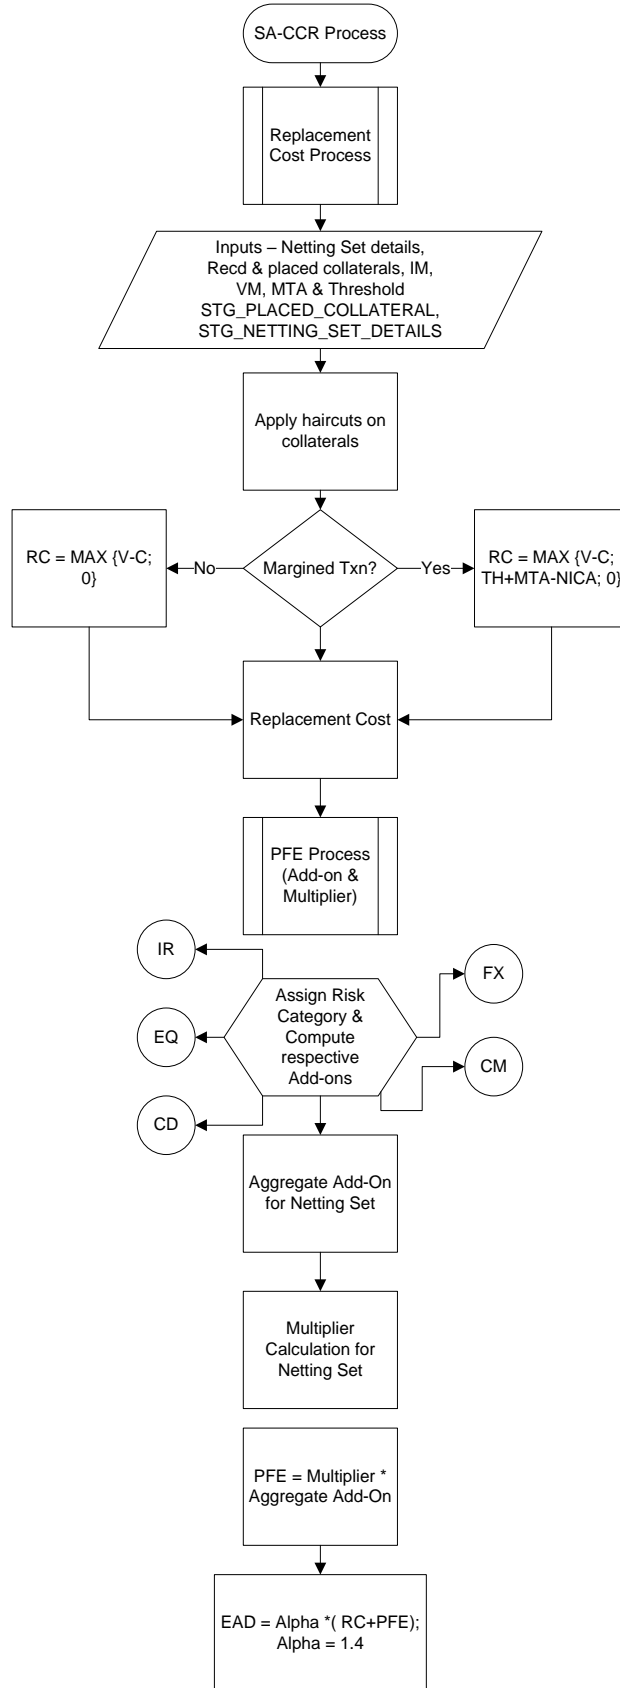 SA-CCR Process
Replacement
Cost Process
Inputs – Netting Set details,
Recd & placed collaterals, IM,
VM, MTA & Threshold
STG_PLACED_COLLATERAL,
STG_NETTING_SET_DETAILS
Apply haircuts on
collaterals
RC = MAX {V-C;
0}
No
Margined Txn?
Yes
RC = MAX {V-C;
TH+MTA-NICA; 0}
Replacement Cost
PFE Process
(Add-on &
Multiplier)
IR
FX
Assign Risk
Category &
Compute
respective
Add-ons
EQ
CM
CD
Aggregate Add-On
for Netting Set
Multiplier
Calculation for
Netting Set
PFE = Multiplier *
Aggregate Add-On
EAD = Alpha *( RC+PFE);
Alpha = 1.4